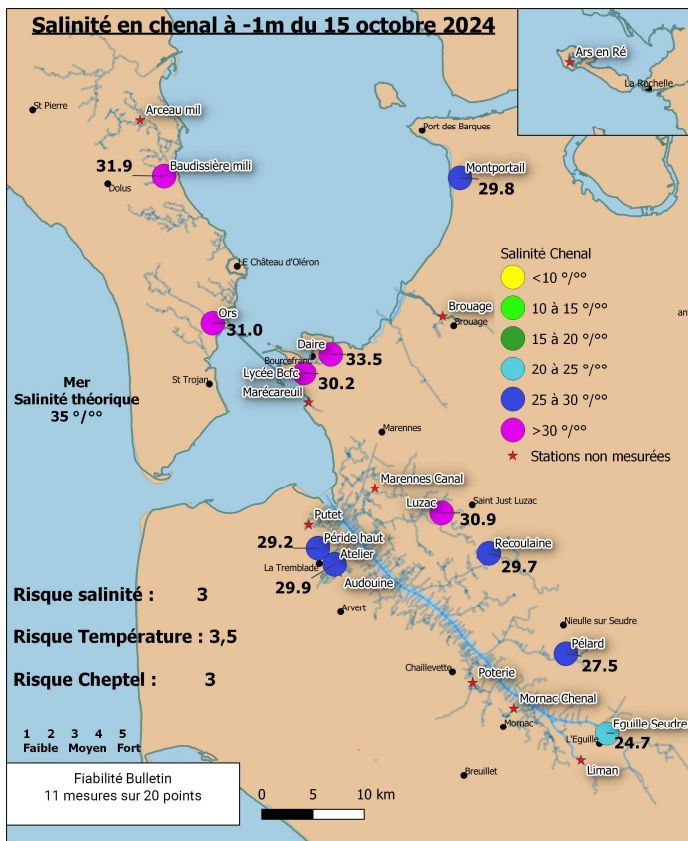 Salinité en chenal à -1m du 15 octobre 2024
Ars en Ré
La Rochelle
St Pierre
Arceau mil
Port des Barques
31.9
Baudissière mili
Dolus
Montportail
29.8
LE Château d'Oléron
Salinité Chenal
<10 °/°°
10 à 15 °/°°
15 à 20 °/°°
20 à 25 °/°°
25 à 30 °/°°
>30 °/°°
Stations non mesurées
Ors
31.0
Brouage
Brouage
an
Daire
33.5
Bourcefranc
Lycée Bcfc
30.2
Marécareuil
St Trojan
Mer
Salinité théorique
35 °/°°
Marennes
Marennes Canal
Luzac
Saint Just Luzac
30.9
Putet
29.2
Péride haut
Atelier
La Tremblade
29.9
Audouine
Recoulaine
29.7
Arvert
Risque salinité : 3
Risque Température : 3,5
Risque Cheptel : 3
Nieulle sur Seudre
Pélard
27.5
Chaillevette
Poterie
Mornac Chenal
Mornac
Eguille Seudre
L'Eguille
24.7
Liman
Breuillet
1 2 3 4 5
Faible Moyen Fort
Fiabilité Bulletin
11 mesures sur 20 points
0 5 10 km